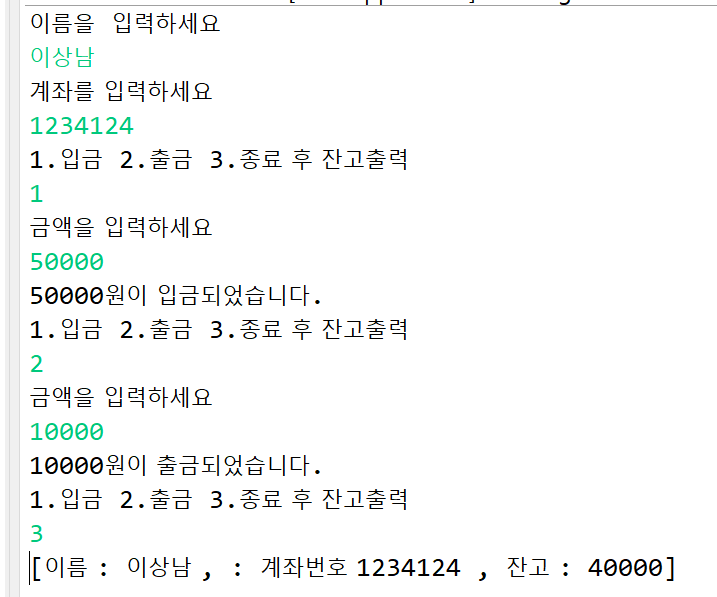 이름을  입력하세요
이상남
계좌를 입력하세요
1234124
1.입금 2.출금 3.종료 후 잔고출력
1
금액을 입력하세요
50000
50000원이 입금되었습니다.
1.입금 2.출금 3.종료 후 잔고출력
2
금액을 입력하세요
10000
10000원이 출금되었습니다.
1.입금 2.출금 3.종료 후 잔고출력
3
[이름 : 이상남 , : 계좌번호 1234124 , 잔고 : 40000]